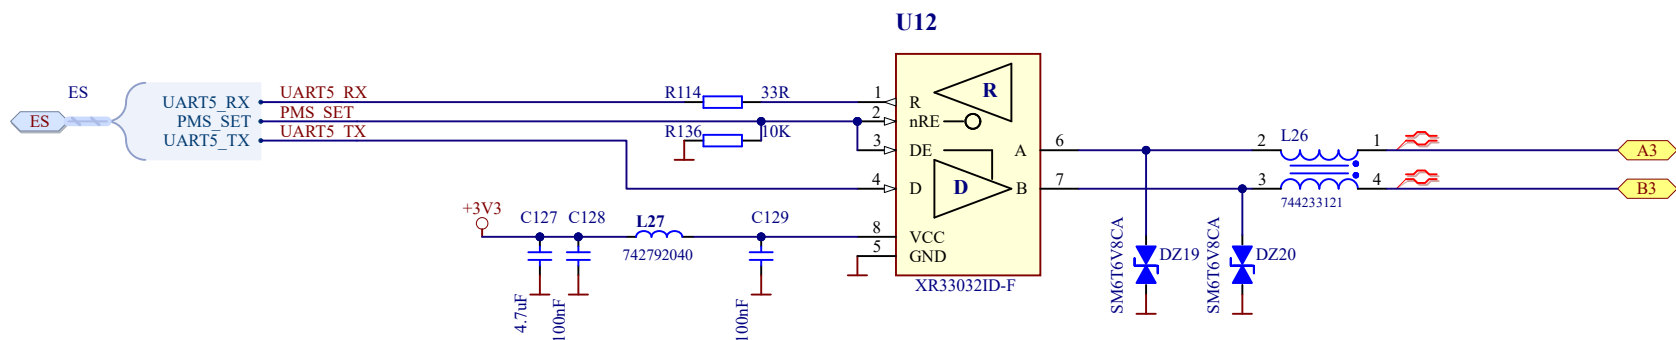 U12
ES
ES
UART5_RX
PMS_SET
UART5_TX
UART5_RX
PMS_SET
UART5_TX
R114 33R
R136 10K
1 R
2 nRE
3 DE
4 D
8 VCC
5 GND
R
D
A 6
B 7
XR33032ID-F
+3V3
C127
C128
L27
742792040
C129
4.7uF
100nF
100nF
2 L26 1
3 4
744233121
A3
B3
SM6T6V8CA
DZ19
SM6T6V8CA
DZ20